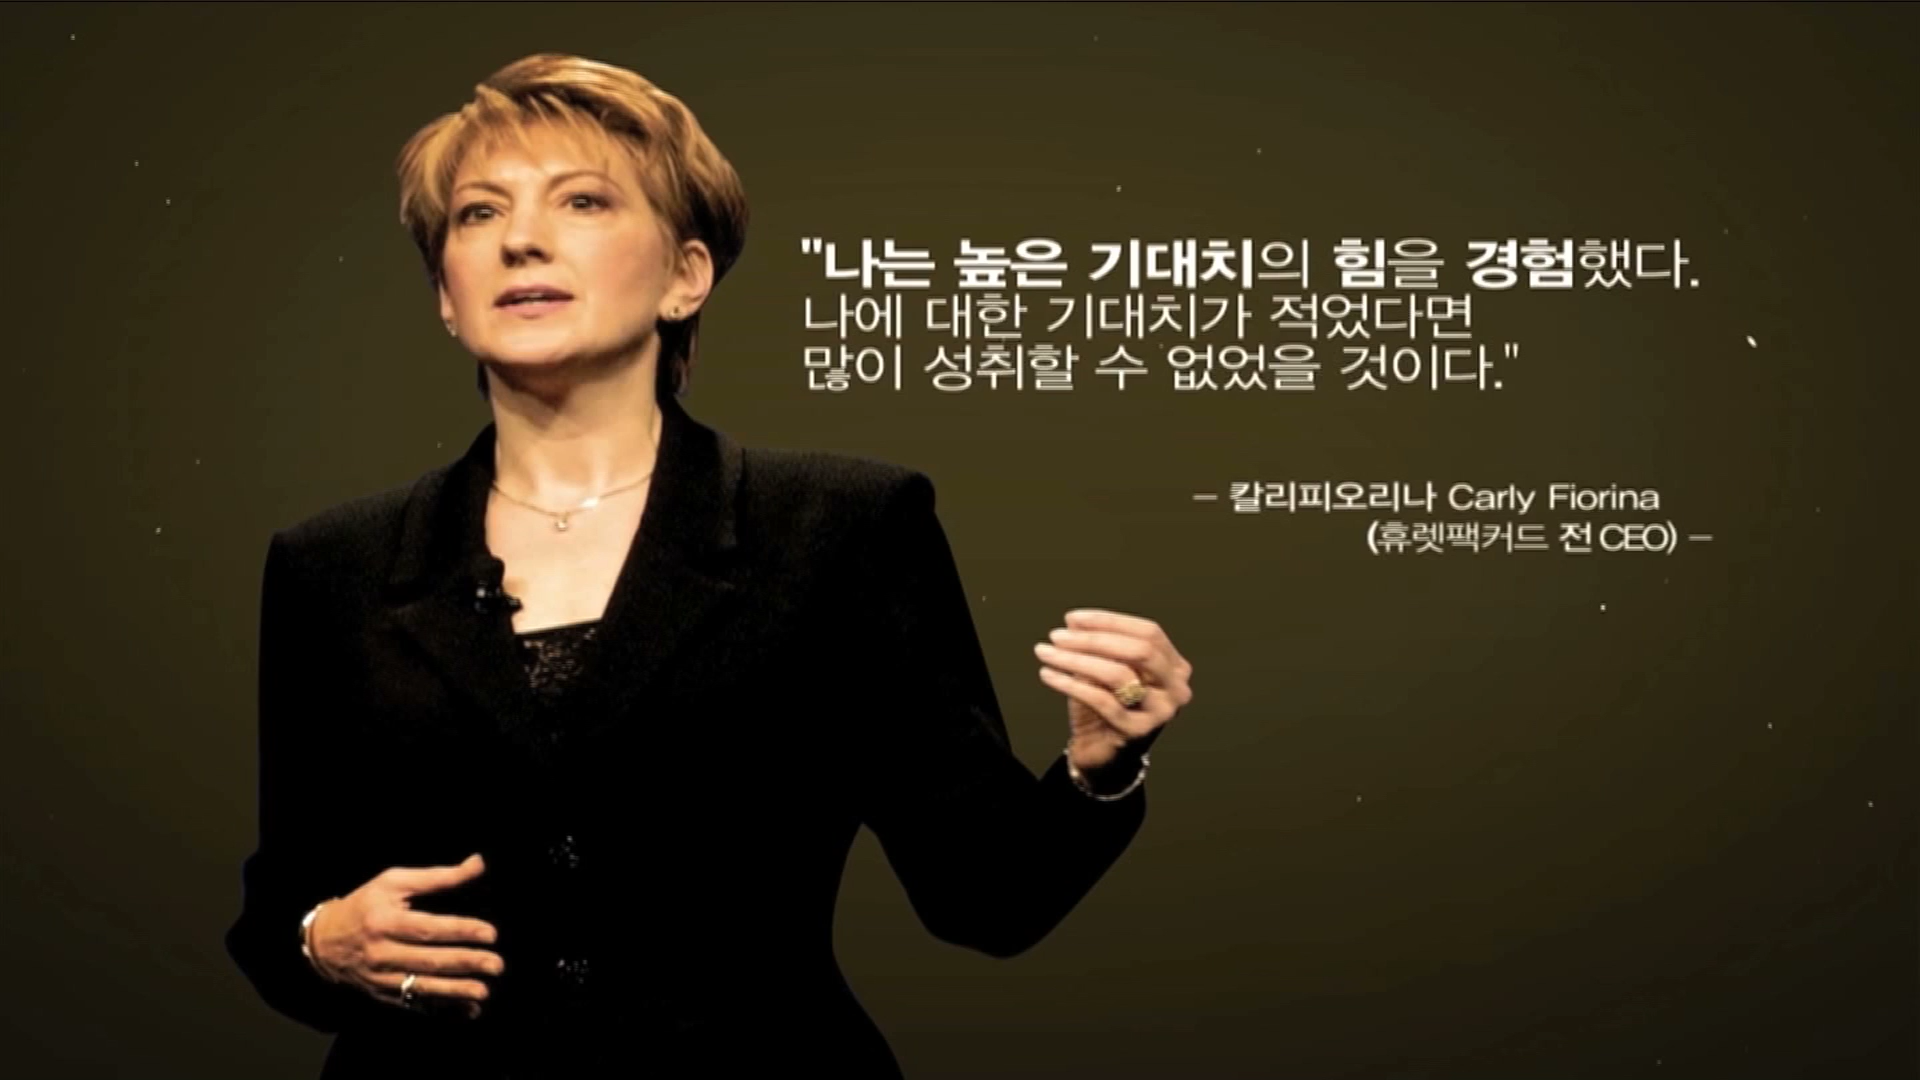 "나는 높은 기대치의 힘을 경험했다.
나에 대한 기대치가 적었다면
많이 성취할 수 없었을 것이다."
– 칼리피오리나 Carly Fiorina
(휴렛팩커드 전 CEO) –